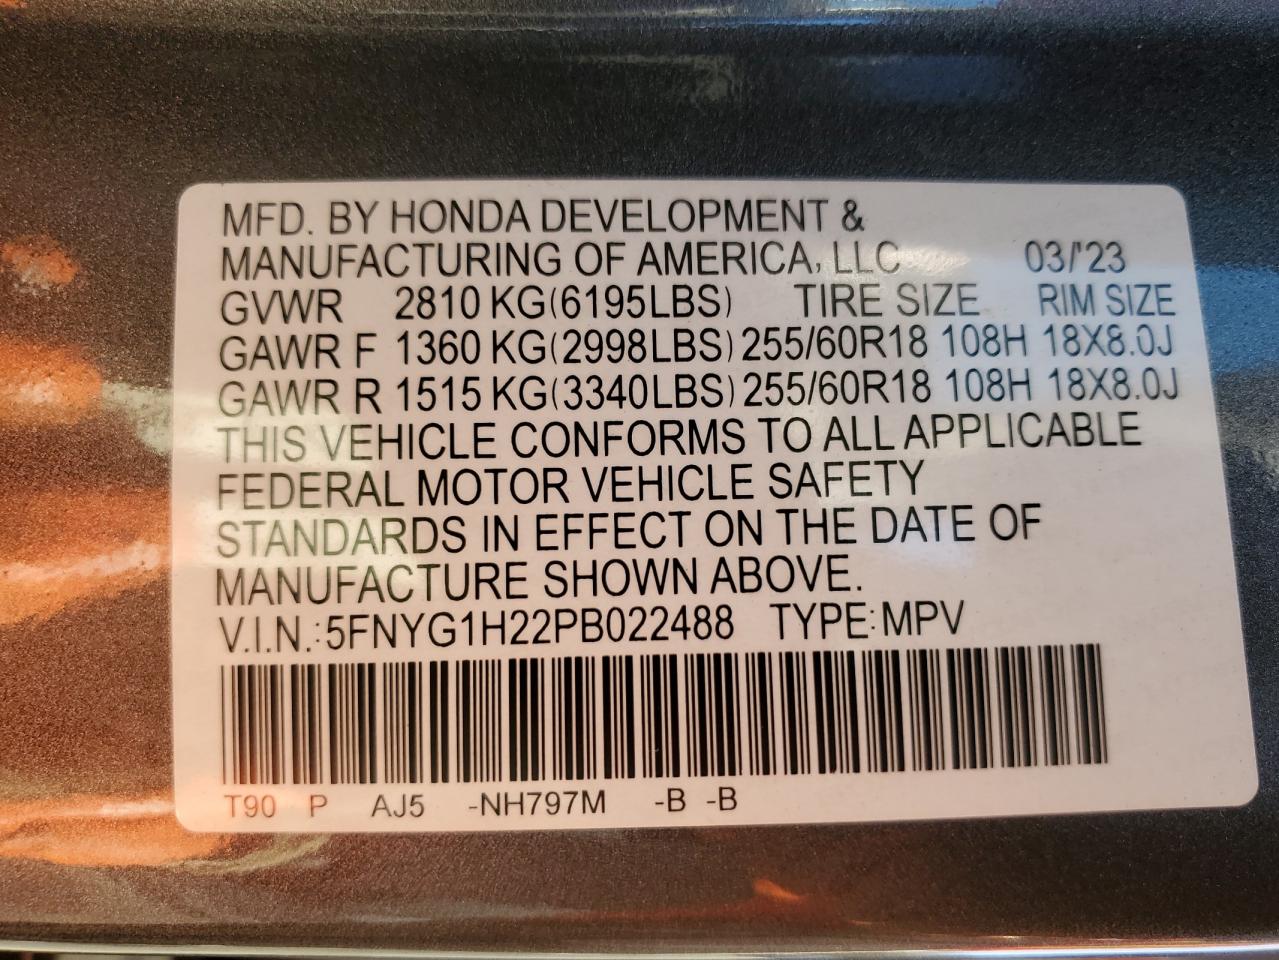 MFD. BY HONDA DEVELOPMENT &
MANUFACTURING OF AMERICA, LLC 03/'23
GVWR 2810 KG(6195LBS) TIRE SIZE RIM SIZE
GAWR F 1360 KG(2998LBS) 255/60R18 108H 18X8.0J
GAWR R 1515 KG(3340LBS) 255/60R18 108H 18X8.0J
THIS VEHICLE CONFORMS TO ALL APPLICABLE
FEDERAL MOTOR VEHICLE SAFETY
STANDARDS IN EFFECT ON THE DATE OF
MANUFACTURE SHOWN ABOVE.
V.I.N.:5FNYG1H22PB022488 TYPE:MPV
T90 P AJ5 -NH797M -B -B